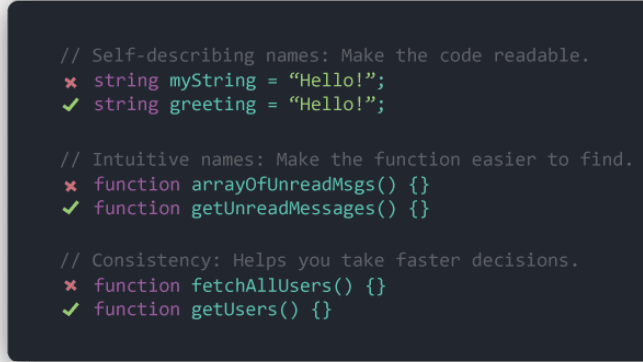 // Self-describing names: Make the code readable.
✗ string myString = “Hello!”;
✓ string greeting = “Hello!”;
// Intuitive names: Make the function easier to find.
✗ function arrayOfUnreadMsgs() {}
✓ function getUnreadMessages() {}
// Consistency: Helps you take faster decisions.
✗ function fetchAllUsers() {}
✓ function getUsers() {}